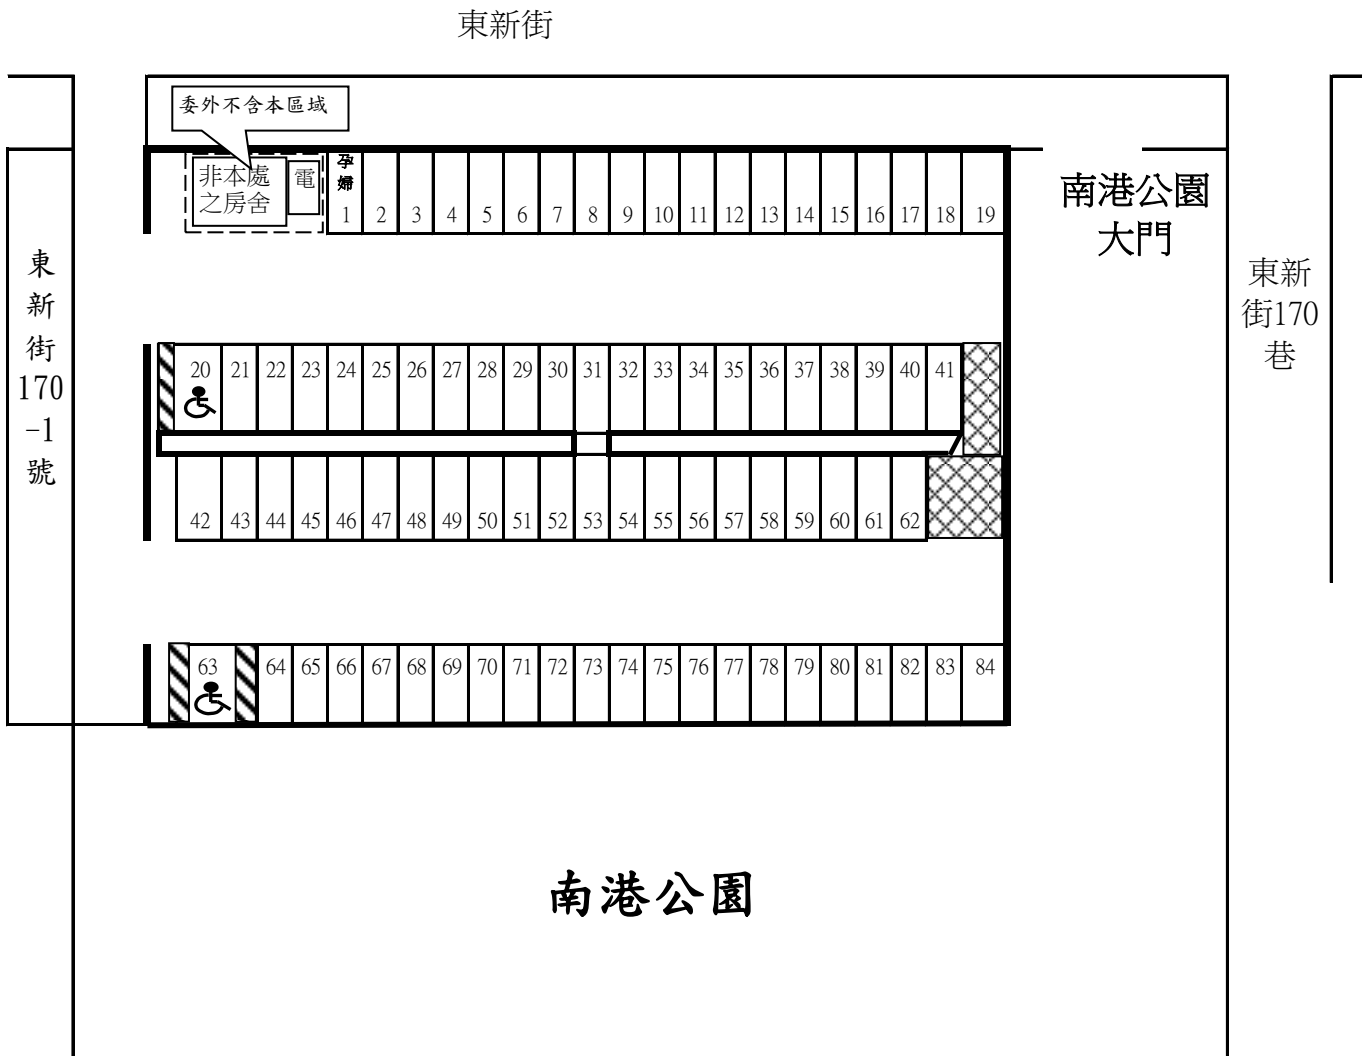 東新街
委外不含本區域
非本處
之房舍
電
孕
婦
1 2 3 4 5 6 7 8 9 10 11 12 13 14 15 16 17 18 19
南港公園
大門
東
新
街
170
-1
號
東新
街170
巷
20 21 22 23 24 25 26 27 28 29 30 31 32 33 34 35 36 37 38 39 40 41
42 43 44 45 46 47 48 49 50 51 52 53 54 55 56 57 58 59 60 61 62
63 64 65 66 67 68 69 70 71 72 73 74 75 76 77 78 79 80 81 82 83 84
南港公園